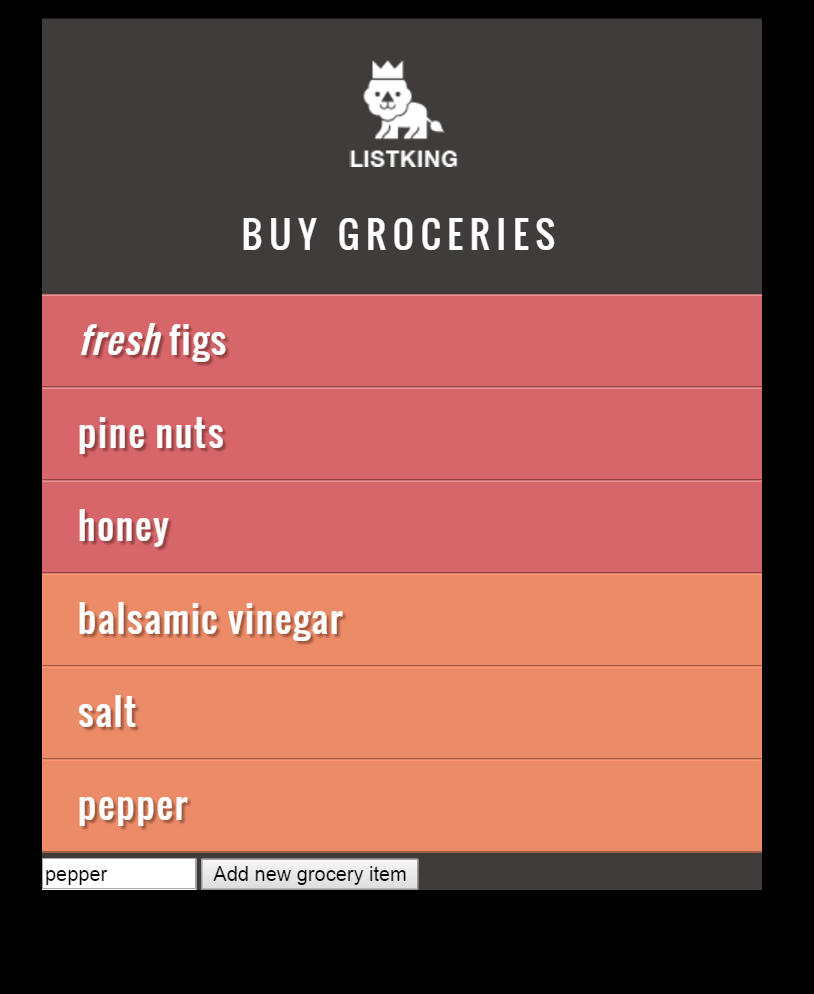 LISTKING
BUY GROCERIES
fresh figs
pine nuts
honey
balsamic vinegar
salt
pepper
pepper Add new grocery item